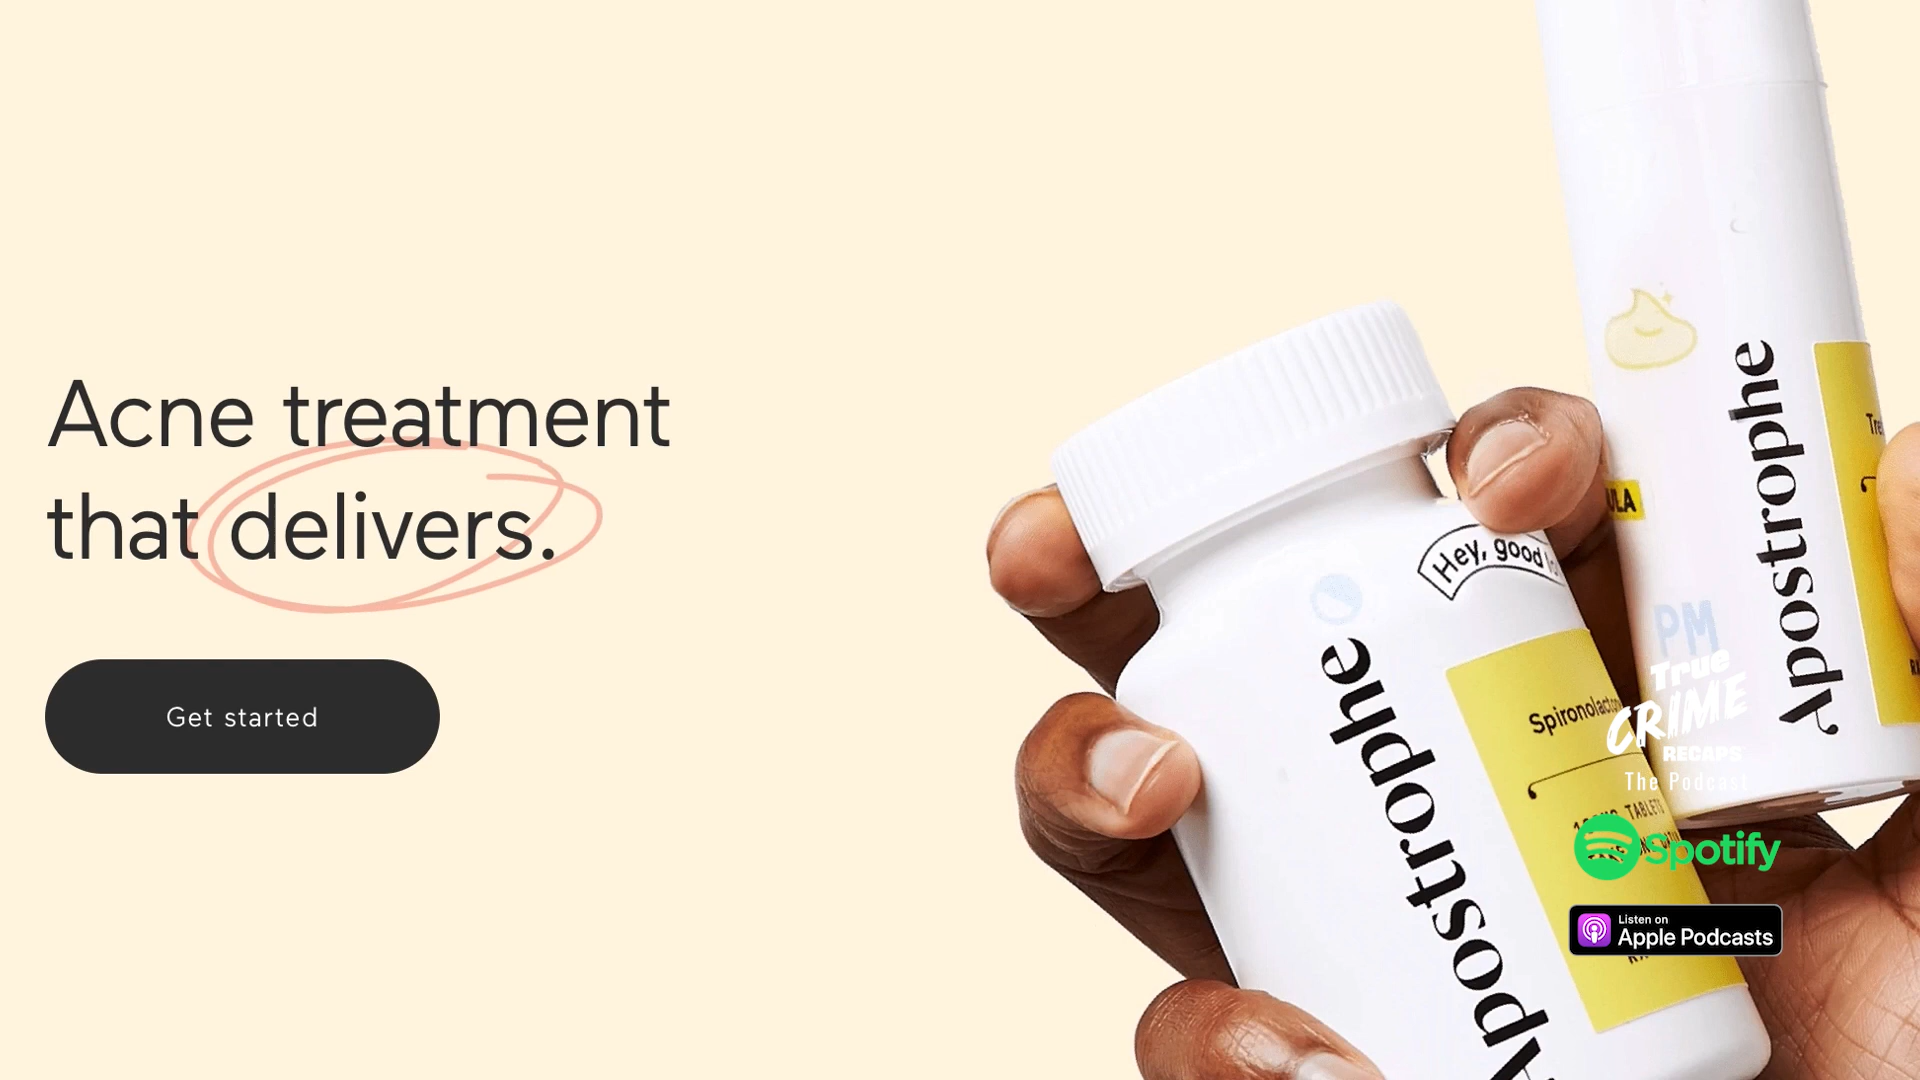 Acne treatment
that delivers.
Get started
Hey, good
Apostrophe
Apostrophe
PM
TABLETS
True
CRIME
RECAPS
The Podcast
Spotify
Listen on
Apple Podcasts